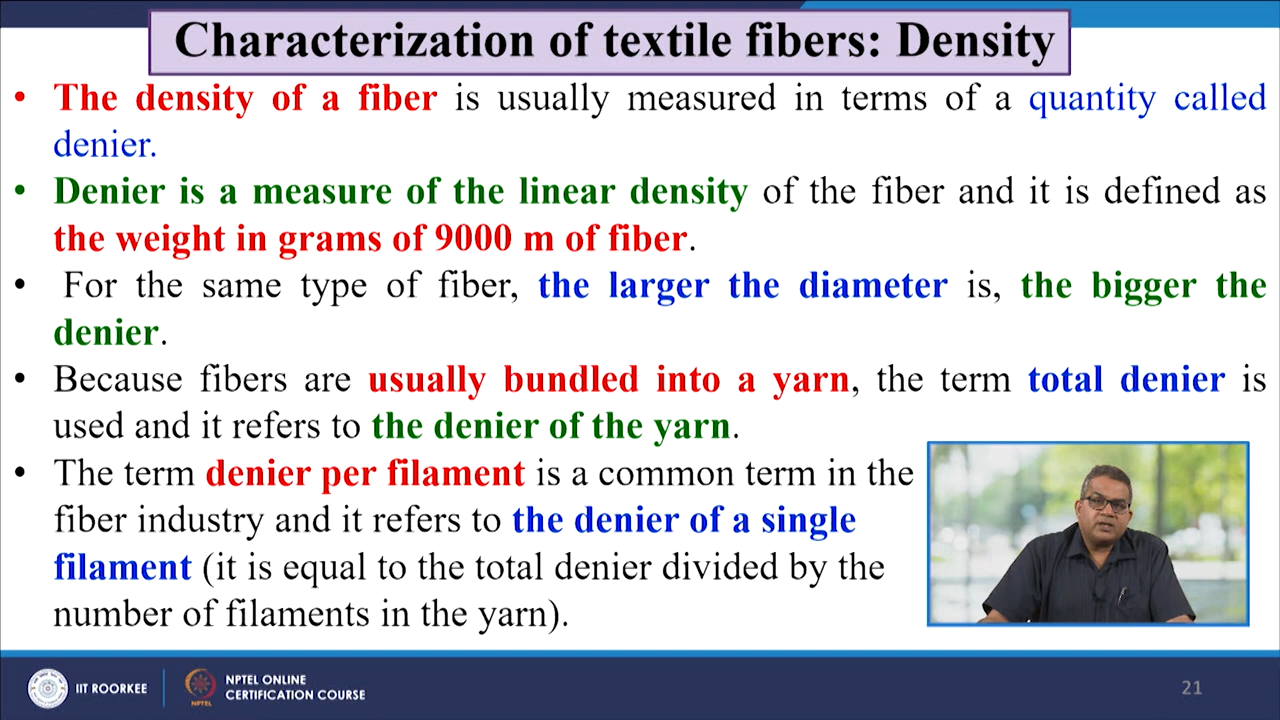 Characterization of textile fibers: Density
• The density of a fiber is usually measured in terms of a quantity called
denier.
• Denier is a measure of the linear density of the fiber and it is defined as
the weight in grams of 9000 m of fiber.
• For the same type of fiber, the larger the diameter is, the bigger the
denier.
• Because fibers are usually bundled into a yarn, the term total denier is
used and it refers to the denier of the yarn.
• The term denier per filament is a common term in the
fiber industry and it refers to the denier of a single
filament (it is equal to the total denier divided by the
number of filaments in the yarn).
IIT ROORKEE
NPTEL
NPTEL ONLINE
CERTIFICATION COURSE
21